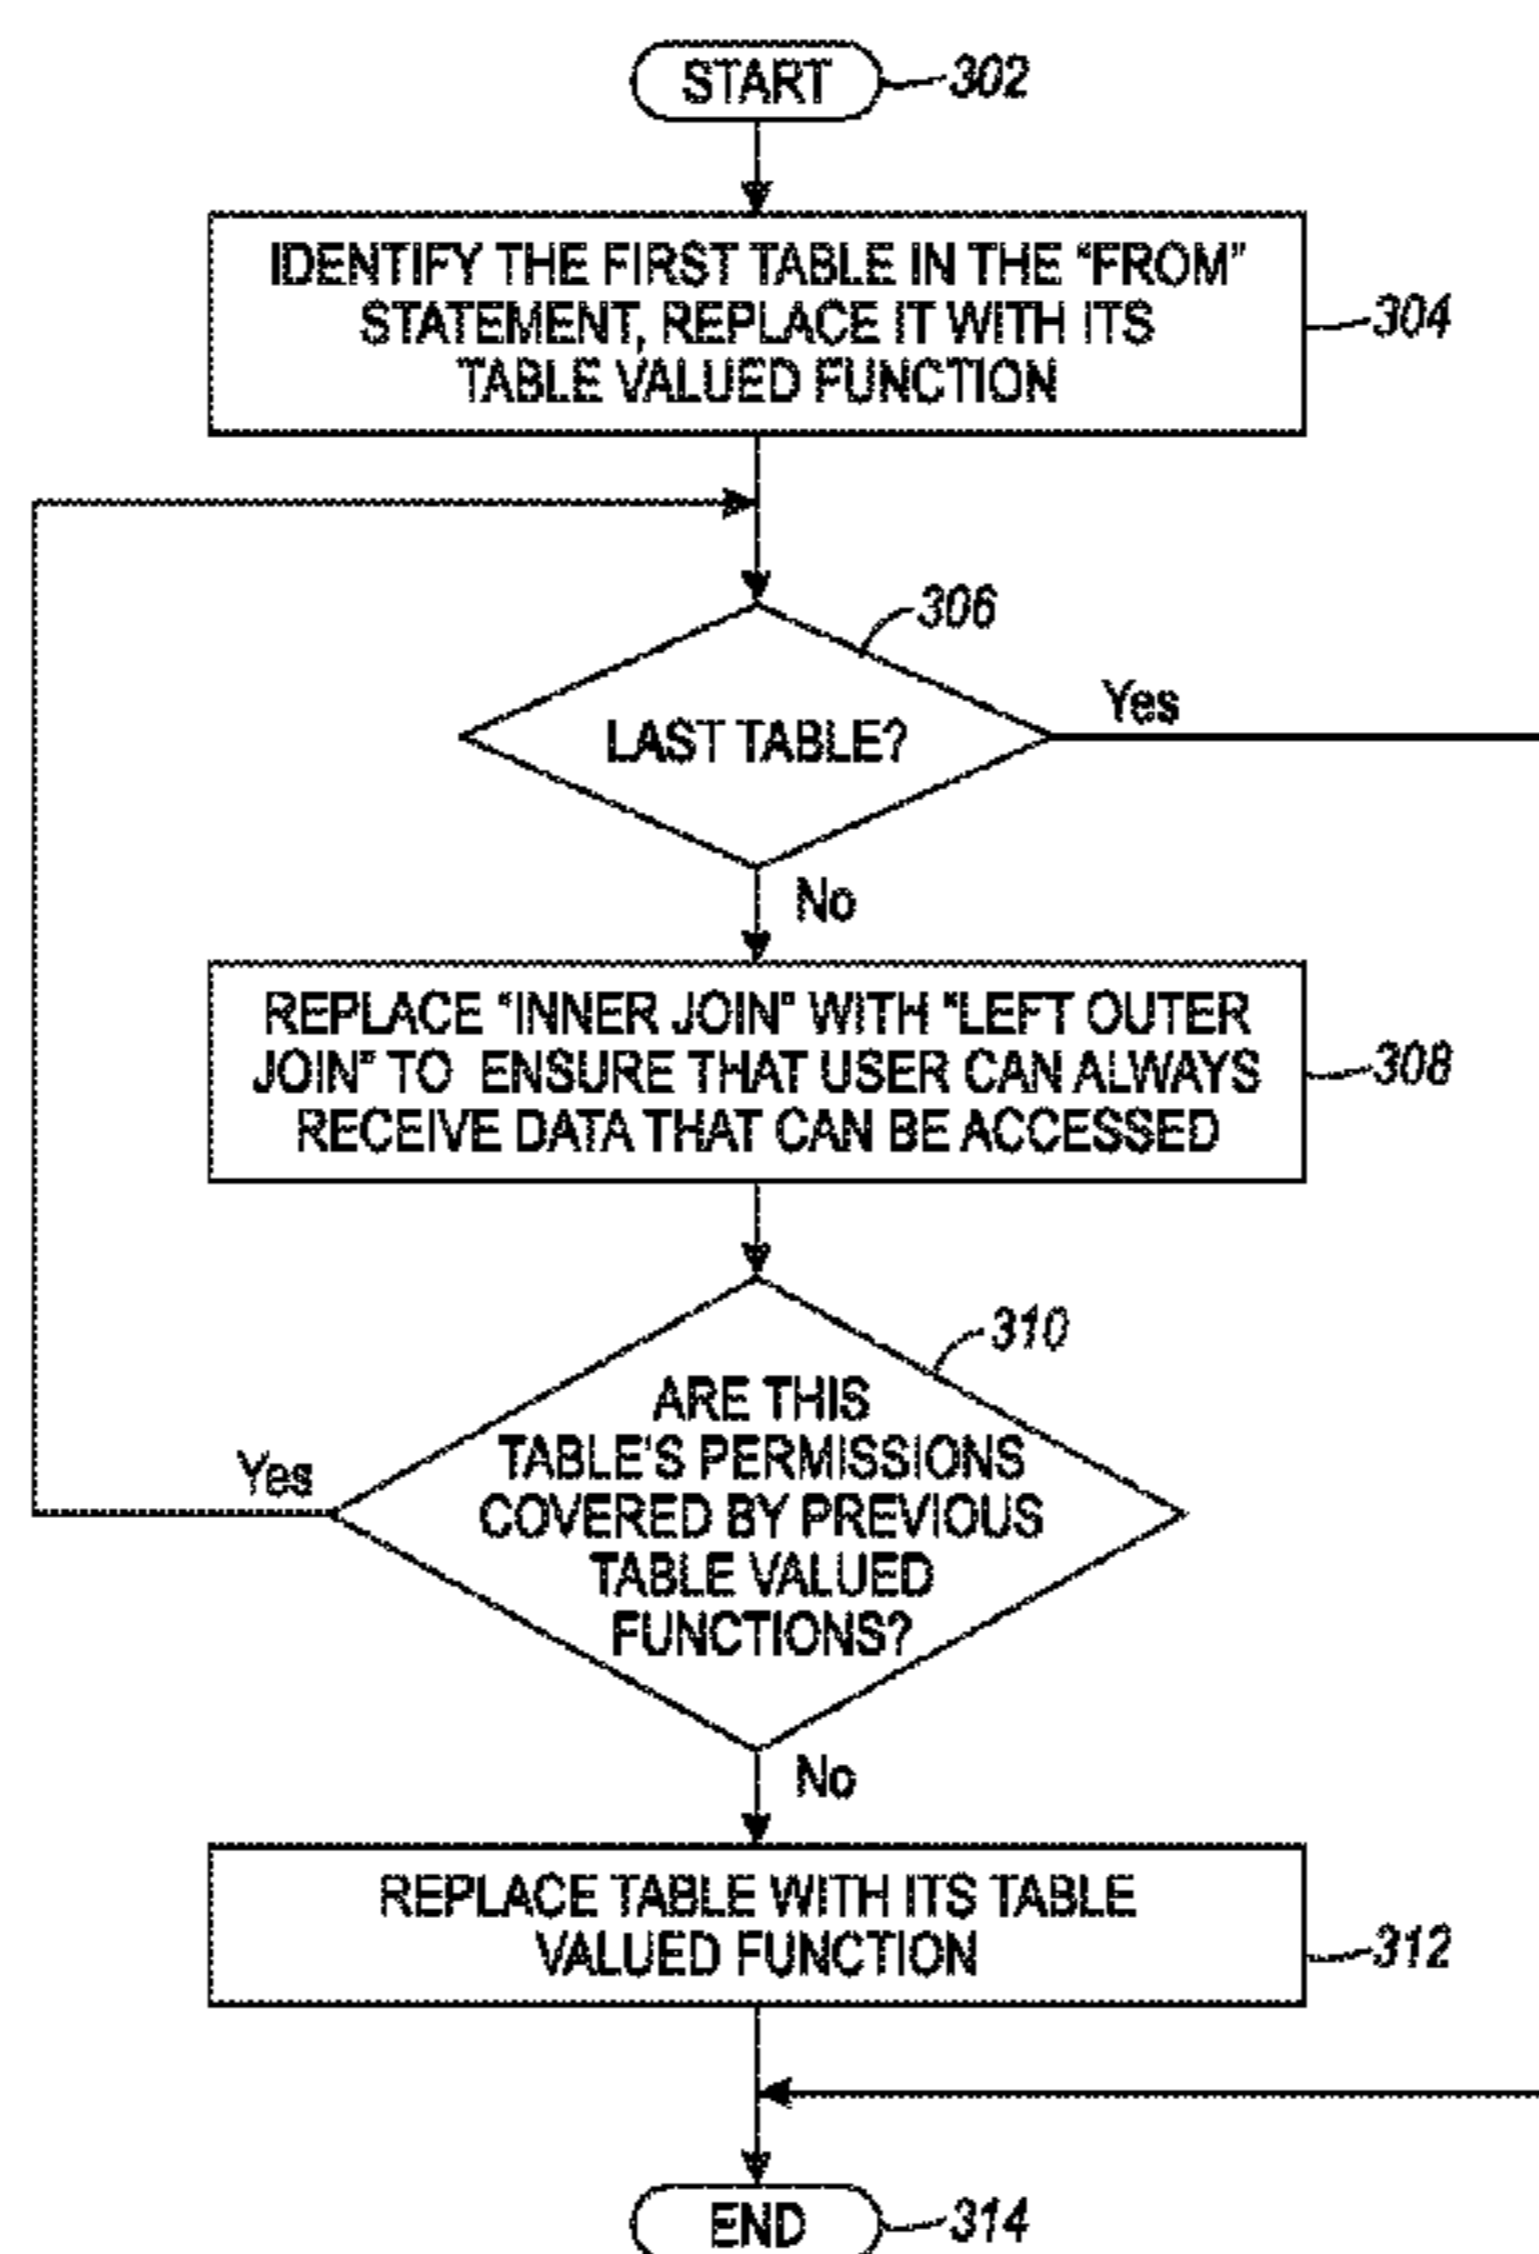 START
302
IDENTIFY THE FIRST TABLE IN THE "FROM"
STATEMENT, REPLACE IT WITH ITS
TABLE VALUED FUNCTION
304
306
LAST TABLE?
Yes
No
REPLACE "INNER JOIN" WITH "LEFT OUTER
JOIN" TO ENSURE THAT USER CAN ALWAYS
RECEIVE DATA THAT CAN BE ACCESSED
308
310
ARE THIS
TABLE'S PERMISSIONS
COVERED BY PREVIOUS
TABLE VALUED
FUNCTIONS?
Yes
No
REPLACE TABLE WITH ITS TABLE
VALUED FUNCTION
312
END
314